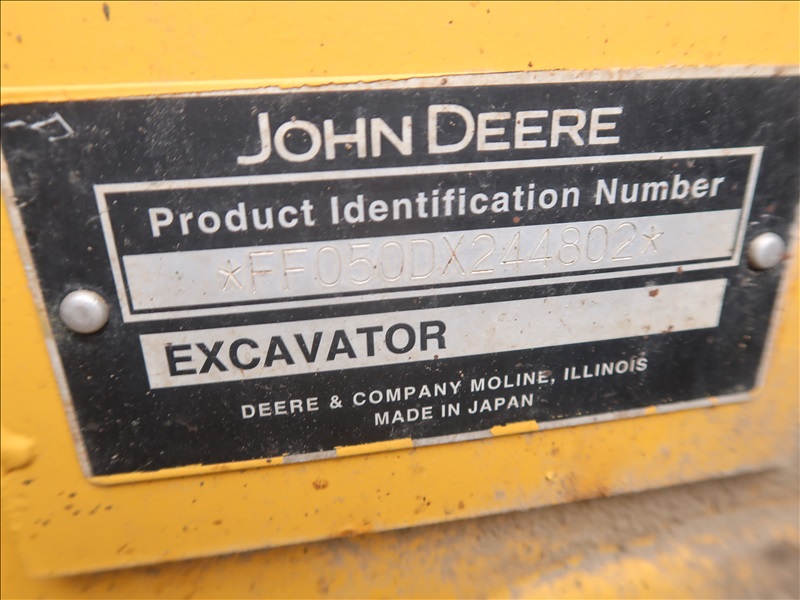 JOHN DEERE
Product Identification Number
*FF050DX244802*
EXCAVATOR
DEERE & COMPANY MOLINE, ILLINOIS
MADE IN JAPAN